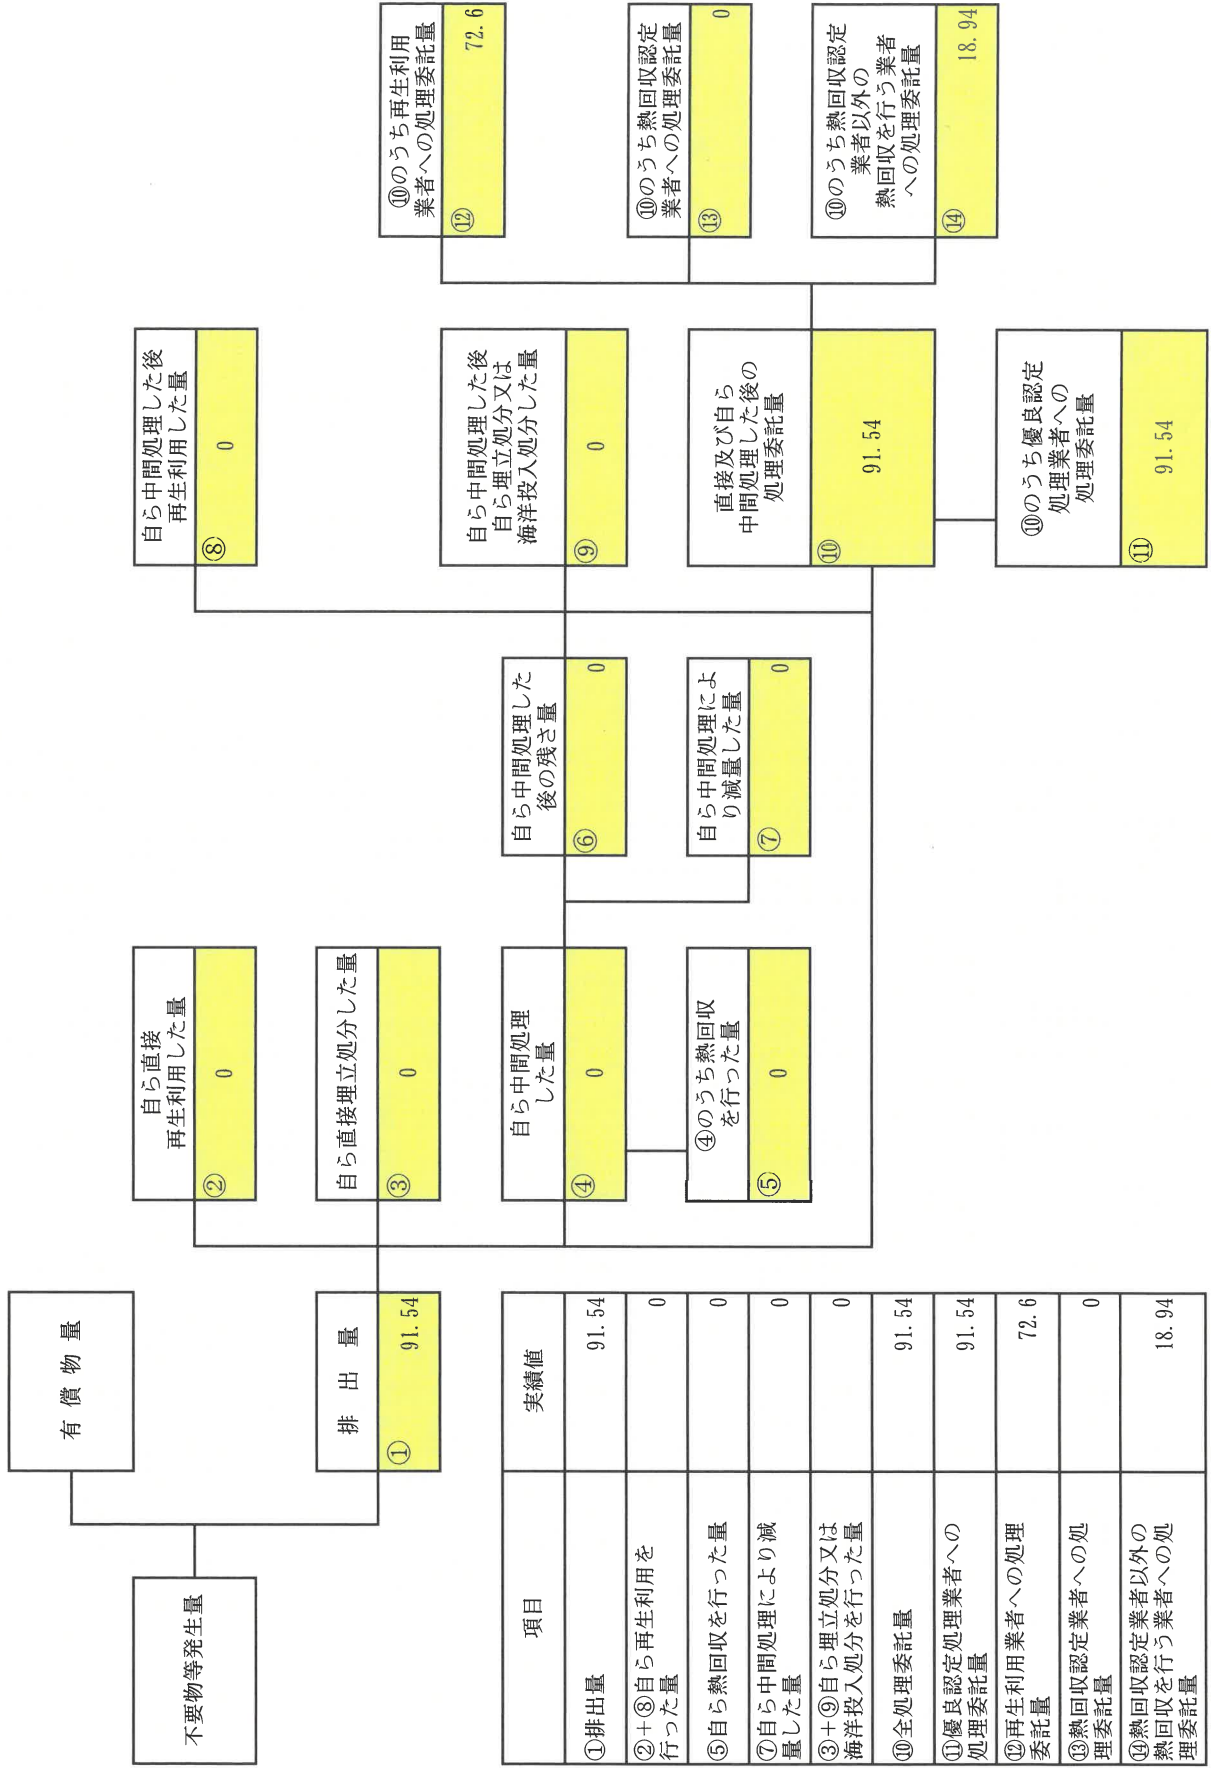 不要物等発生量
有 償 物 量
排 出 量
① 91.54
自ら直接
再生利用した量
② 0
自ら直接埋立処分した量
③ 0
自ら中間処理
した量
④ 0
④のうち熱回収
を行った量
⑤ 0
自ら中間処理した
後の残さ量
⑥ 0
自ら中間処理によ
り減量した量
⑦ 0
自ら中間処理した後
再生利用した量
⑧ 0
自ら中間処理した後
自ら埋立処分又は
海洋投入処分した量
⑨ 0
直接及び自ら
中間処理した後の
処理委託量
⑩ 91.54
⑩のうち優良認定
処理業者への
処理委託量
⑪ 91.54
⑩のうち再生利用
業者への処理委託量
⑫ 72.6
⑩のうち熱回収認定
業者への処理委託量
⑬ 0
⑩のうち熱回収認定
業者以外の
熱回収を行う業者
への処理委託量
⑭ 18.94
項目 実績値
①排出量 91.54
②+⑧自ら再生利用を
行った量 0
⑤自ら熱回収を行った量 0
⑦自ら中間処理により減
量した量 0
③+⑨自ら埋立処分又は
海洋投入処分を行った量 0
⑩全処理委託量 91.54
⑪優良認定処理業者への
処理委託量 91.54
⑫再生利用業者への処理
委託量 72.6
⑬熱回収認定業者への処
理委託量 0
⑭熱回収認定業者以外の
熱回収を行う業者への処
理委託量 18.94